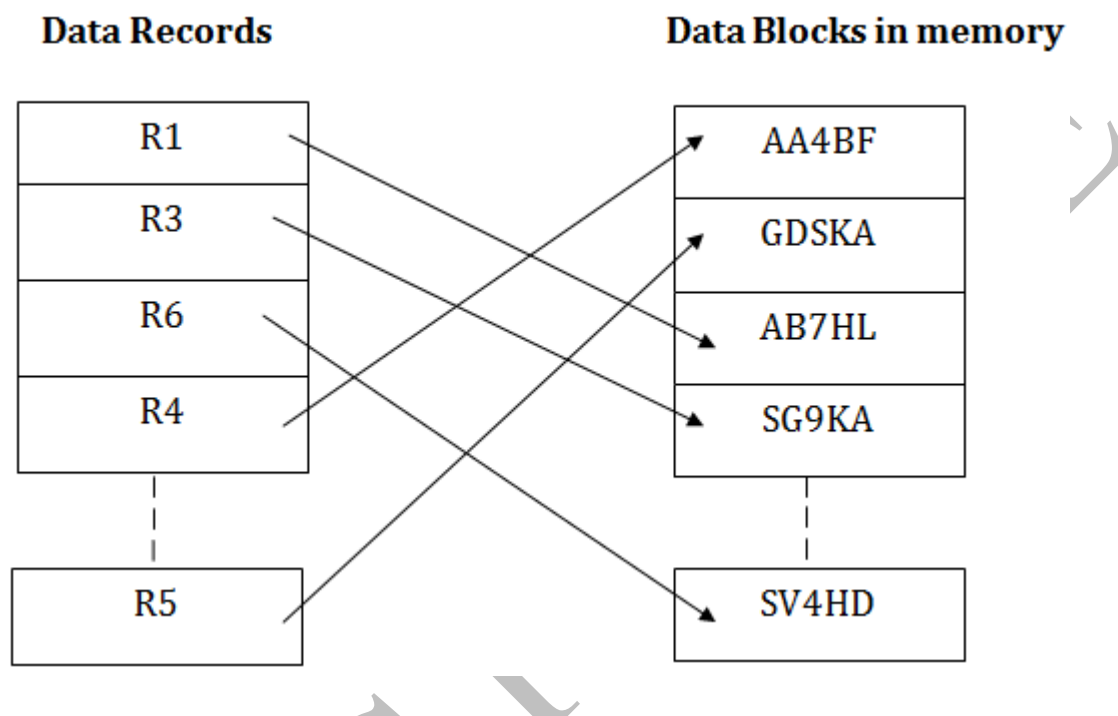 Data Records
Data Blocks in memory
R1
R3
R6
R4
R5
AA4BF
GDSKA
AB7HL
SG9KA
SV4HD